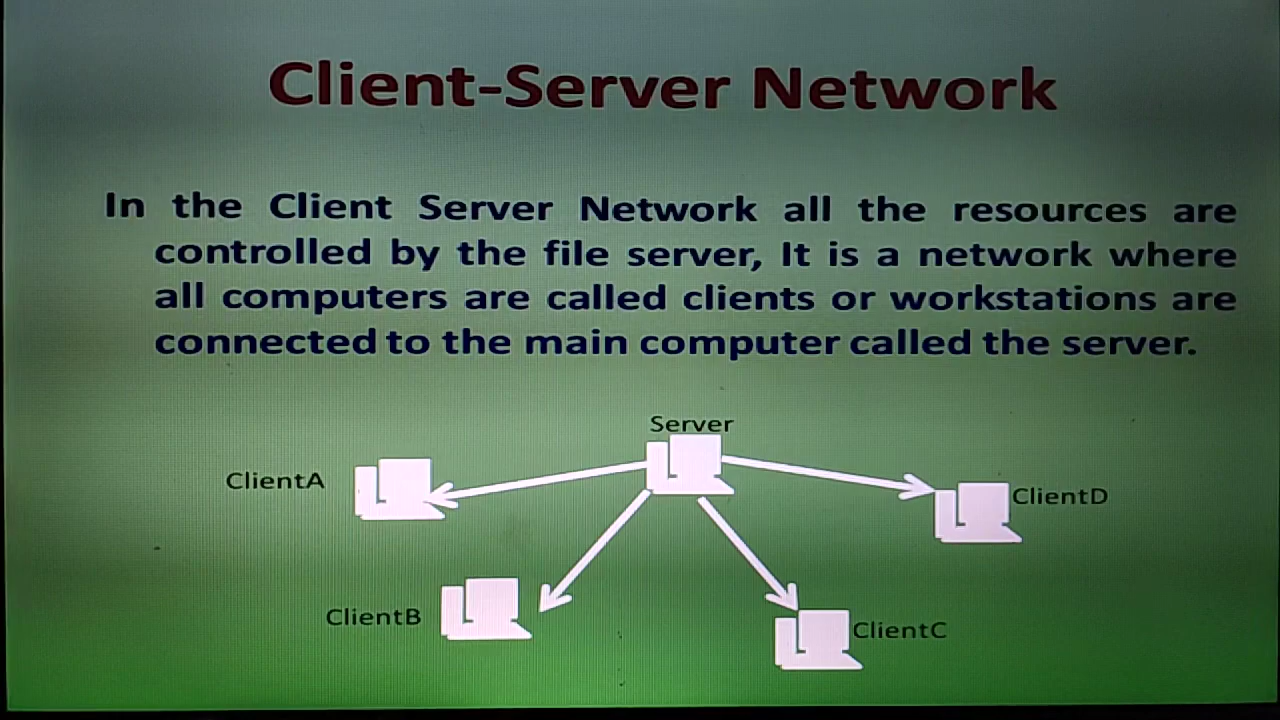 Client-Server Network
In the Client Server Network all the resources are
controlled by the file server, It is a network where
all computers are called clients or workstations are
connected to the main computer called the server.
Server
ClientA
ClientD
ClientB
ClientC